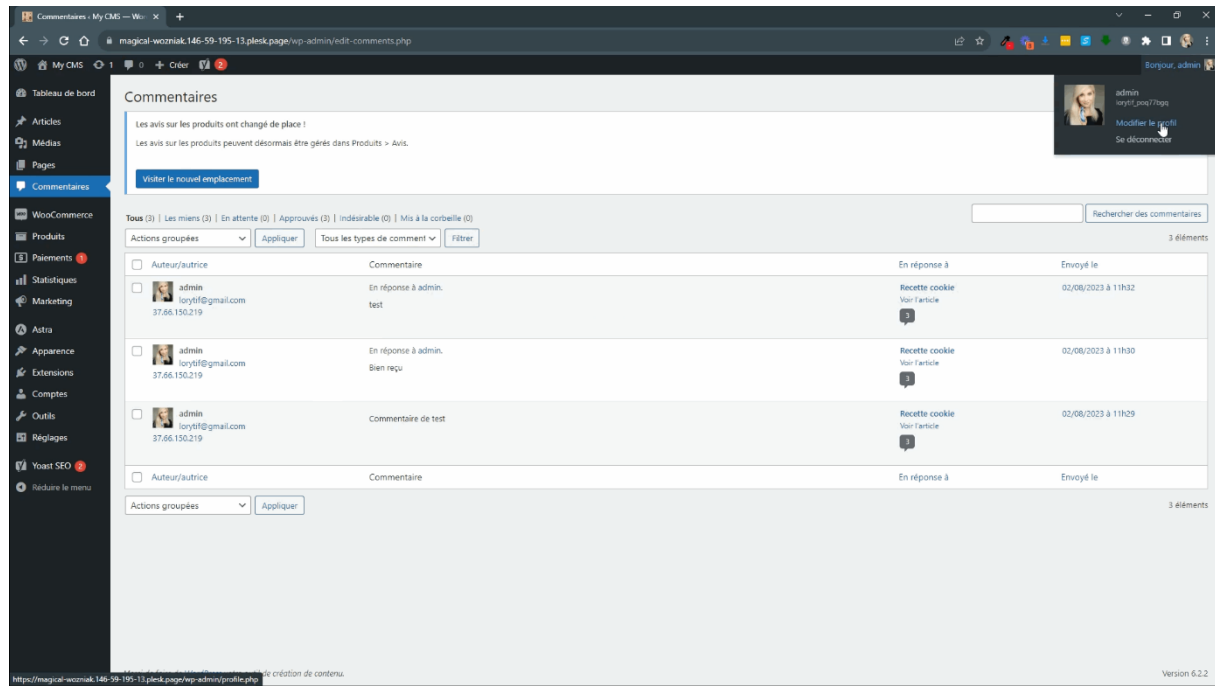 Commentaires ‹ My CMS — Wor
magical-wozniak.146-59-195-13.plesk.page/wp-admin/edit-comments.php
My CMS 1 0 Créer 2
Bonjour, admin
admin
lorytif_poq77bgq
Modifier le profil
Se déconnecter
Tableau de bord
Articles
Médias
Pages
Commentaires
WooCommerce
Produits
Paiements 1
Statistiques
Marketing
Astra
Apparence
Extensions
Comptes
Outils
Réglages
Yoast SEO 2
Réduire le menu
Commentaires
Les avis sur les produits ont changé de place !
Les avis sur les produits peuvent désormais être gérés dans Produits > Avis.
Visiter le nouvel emplacement
Tous (3) | Les miens (3) | En attente (0) | Approuvés (3) | Indésirable (0) | Mis à la corbeille (0)
Rechercher des commentaires
Actions groupées Appliquer Tous les types de comment Filtrer 3 éléments
Auteur/autrice Commentaire En réponse à Envoyé le
admin En réponse à admin. Recette cookie 02/08/2023 à 11h32
lorytif@gmail.com Voir l'article
37.66.150.219 test 3
admin En réponse à admin. Recette cookie 02/08/2023 à 11h30
lorytif@gmail.com Voir l'article
37.66.150.219 Bien reçu 3
admin Commentaire de test Recette cookie 02/08/2023 à 11h29
lorytif@gmail.com Voir l'article
37.66.150.219 3
Auteur/autrice Commentaire En réponse à Envoyé le
Actions groupées Appliquer 3 éléments
de création de contenu. Version 6.2.2
https://magical-wozniak.146-59-195-13.plesk.page/wp-admin/profile.php